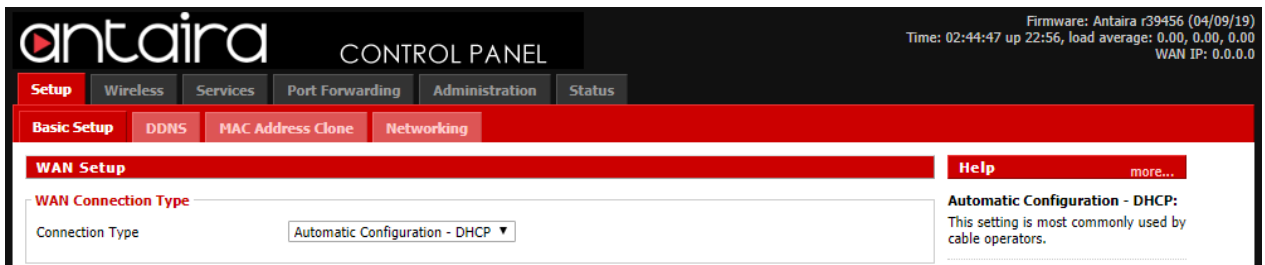 antaira CONTROL PANEL
Firmware: Antaira r39456 (04/09/19)
Time: 02:44:47 up 22:56, load average: 0.00, 0.00, 0.00
WAN IP: 0.0.0.0
Setup Wireless Services Port Forwarding Administration Status
Basic Setup DDNS MAC Address Clone Networking
WAN Setup
WAN Connection Type
Connection Type Automatic Configuration - DHCP
Help more...
Automatic Configuration - DHCP:
This setting is most commonly used by
cable operators.